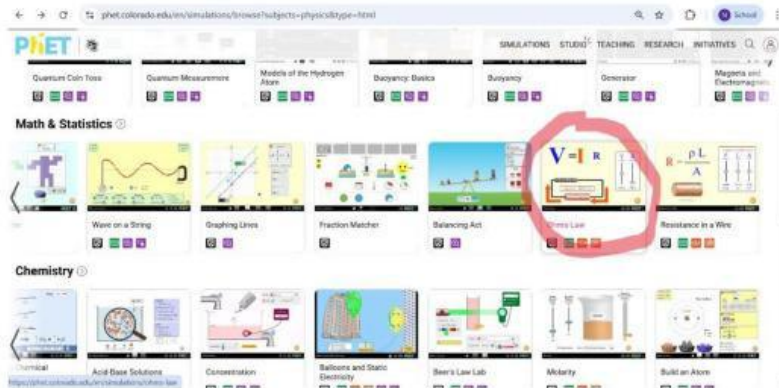 phet.colorado.edu/en/simulations/browse?subjects=physics&type=html
School
PhET
SIMULATIONS STUDIO TEACHING RESEARCH INITIATIVES
Quantum Coin Toss
Quantum Measurement
Models of the Hydrogen
Atom
Buoyancy: Basics
Buoyancy
Generator
Magnets and
Math & Statistics
V = I R
R = ρL
A
Wave on a String
Graphing Lines
Fraction Matcher
Balancing Act
Ohm's Law
Resistance in a Wire
Chemistry
Chemical
Acid-Base Solutions
Concentration
Balloons and Static
Electricity
Beer's Law Lab
Molarity
Build an Atom
https://phet.colorado.edu/en/simulations/ohms-law